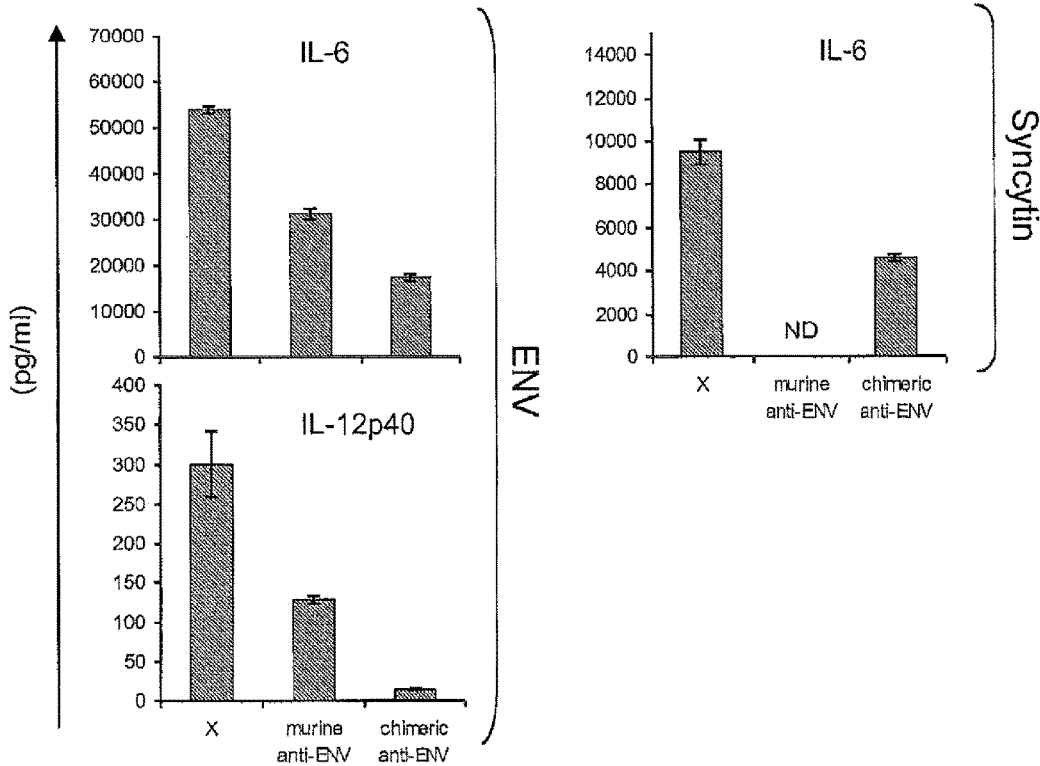 IL-6
70000
60000
50000
40000
30000
20000
10000
0
(pg/ml)
IL-12p40
400
350
300
250
200
150
100
50
0
X
murine
anti-ENV
chimeric
anti-ENV
ENV
IL-6
14000
12000
10000
8000
6000
4000
2000
0
ND
X
murine
anti-ENV
chimeric
anti-ENV
Syncytin